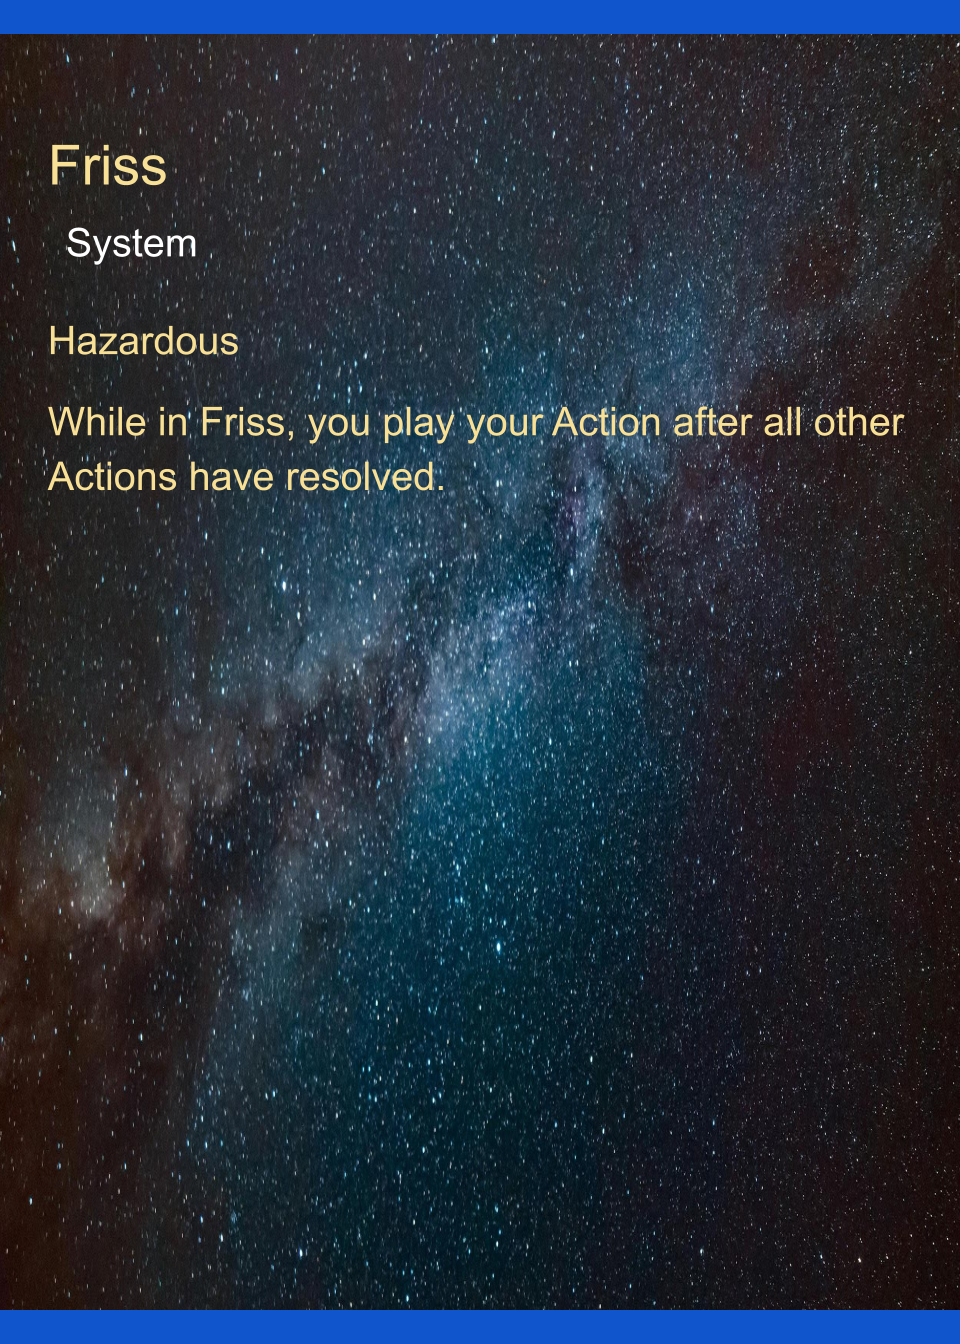 Friss
System
Hazardous
While in Friss, you play your Action after all other
Actions have resolved.